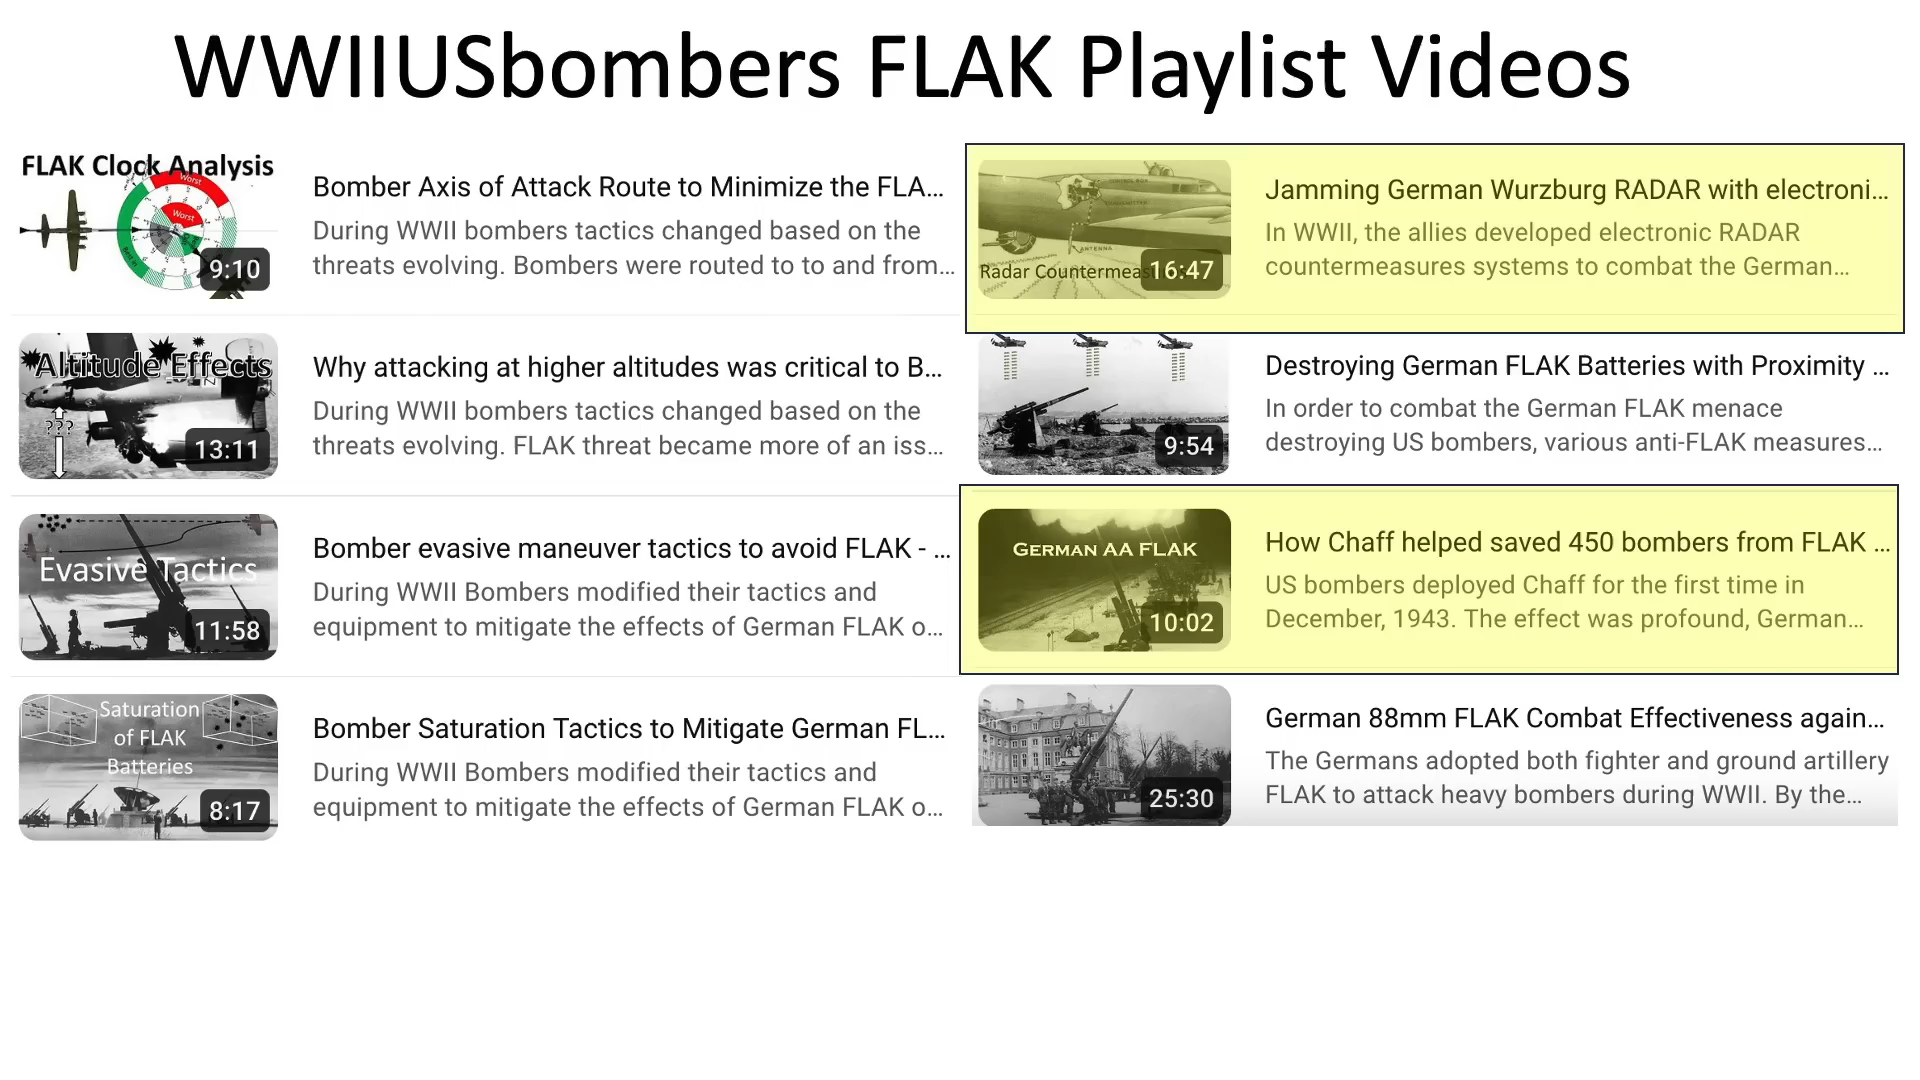 WWIIUSbombers FLAK Playlist Videos
FLAK Clock Analysis
Worst
Worst
9:10
Bomber Axis of Attack Route to Minimize the FLA...
During WWII bombers tactics changed based on the
threats evolving. Bombers were routed to to and from...
Altitude Effects
???
13:11
Why attacking at higher altitudes was critical to B...
During WWII bombers tactics changed based on the
threats evolving. FLAK threat became more of an iss...
Evasive Tactics
11:58
Bomber evasive maneuver tactics to avoid FLAK - ...
During WWII Bombers modified their tactics and
equipment to mitigate the effects of German FLAK o...
Saturation
of FLAK
Batteries
8:17
Bomber Saturation Tactics to Mitigate German FL...
During WWII Bombers modified their tactics and
equipment to mitigate the effects of German FLAK o...
ANTENNA
Radar Countermeas
16:47
Jamming German Wurzburg RADAR with electroni...
In WWII, the allies developed electronic RADAR
countermeasures systems to combat the German...
9:54
Destroying German FLAK Batteries with Proximity ...
In order to combat the German FLAK menace
destroying US bombers, various anti-FLAK measures...
GERMAN AA FLAK
10:02
How Chaff helped saved 450 bombers from FLAK ...
US bombers deployed Chaff for the first time in
December, 1943. The effect was profound, German...
25:30
German 88mm FLAK Combat Effectiveness again...
The Germans adopted both fighter and ground artillery
FLAK to attack heavy bombers during WWII. By the...